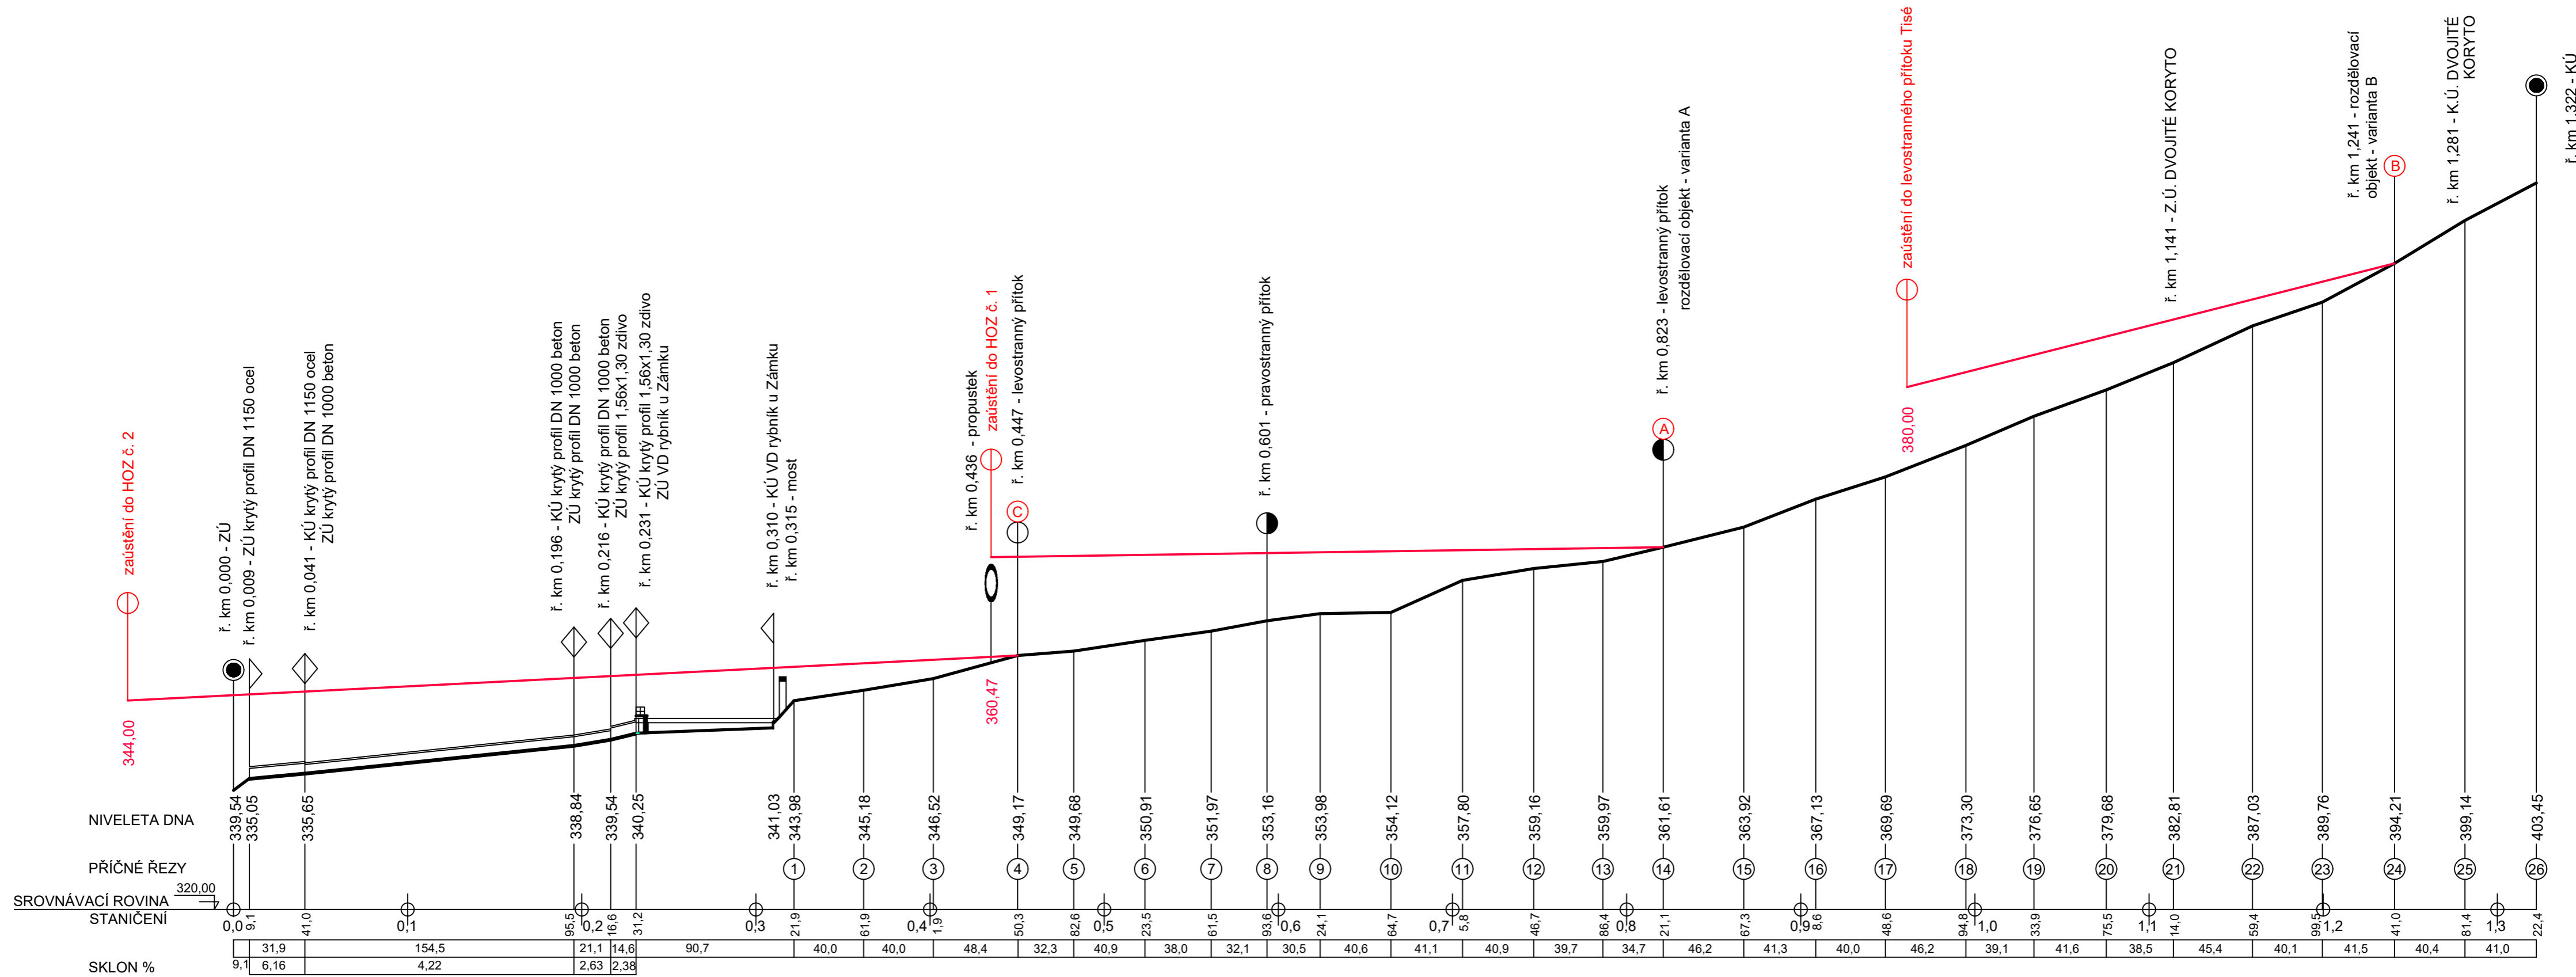 zaústění do HOZ č. 2
344,00
ř. km 0,000 - ZÚ
ř. km 0,009 - ZÚ krytý profil DN 1150 ocel
ř. km 0,041 - KÚ krytý profil DN 1150 ocel
ZÚ krytý profil DN 1000 beton
ř. km 0,196 - KÚ krytý profil DN 1000 beton
ZÚ krytý profil DN 1000 beton
ř. km 0,216 - KÚ krytý profil DN 1000 beton
ZÚ krytý profil 1,56x1,30 zdivo
ř. km 0,231 - KÚ krytý profil 1,56x1,30 zdivo
ZÚ VD rybník u Zámku
ř. km 0,310 - KÚ VD rybník u Zámku
ř. km 0,315 - most
ř. km 0,436 - propustek
zaústění do HOZ č. 1
360,47
ř. km 0,447 - levostranný přítok
C
ř. km 0,601 - pravostranný přítok
ř. km 0,823 - levostranný přítok
rozdělovací objekt - varianta A
A
zaústění do levostranného přítoku Tisé
380,00
ř. km 1,141 - Z.Ú. DVOJITÉ KORYTO
ř. km 1,241 - rozdělovací
objekt - varianta B
B
ř. km 1,281 - K.Ú. DVOJITÉ
KORYTO
ř. km 1,322 - KÚ
NIVELETA DNA
339,54 335,05 335,65 338,84 339,54 340,25 341,03 343,98 345,18 346,52 349,17 349,68 350,91 351,97 353,16 353,98 354,12 357,80 359,16 359,97 361,61 363,92 367,13 369,69 373,30 376,65 379,68 382,81 387,03 389,76 394,21 399,14 403,45
PŘÍČNÉ ŘEZY
1 2 3 4 5 6 7 8 9 10 11 12 13 14 15 16 17 18 19 20 21 22 23 24 25 26
320,00
SROVNÁVACÍ ROVINA
STANIČENÍ
0,0 9,1 41,0 0,1 95,5 0,2 16,6 31,2 0,3 21,9 61,9 0,4 1,9 50,3 82,6 0,5 23,5 61,5 93,6 0,6 24,1 64,7 0,7 5,8 46,7 86,4 0,8 21,1 67,3 0,9 8,6 48,6 94,8 1,0 33,9 75,5 1,1 14,0 59,4 99,5 1,2 41,0 81,4 1,3 22,4
9,1 31,9 154,5 21,1 14,6 90,7 40,0 40,0 48,4 32,3 40,9 38,0 32,1 30,5 40,6 41,1 40,9 39,7 34,7 46,2 41,3 40,0 46,2 39,1 41,6 38,5 45,4 40,1 41,5 40,4 41,0
SKLON %
6,16 4,22 2,63 2,38